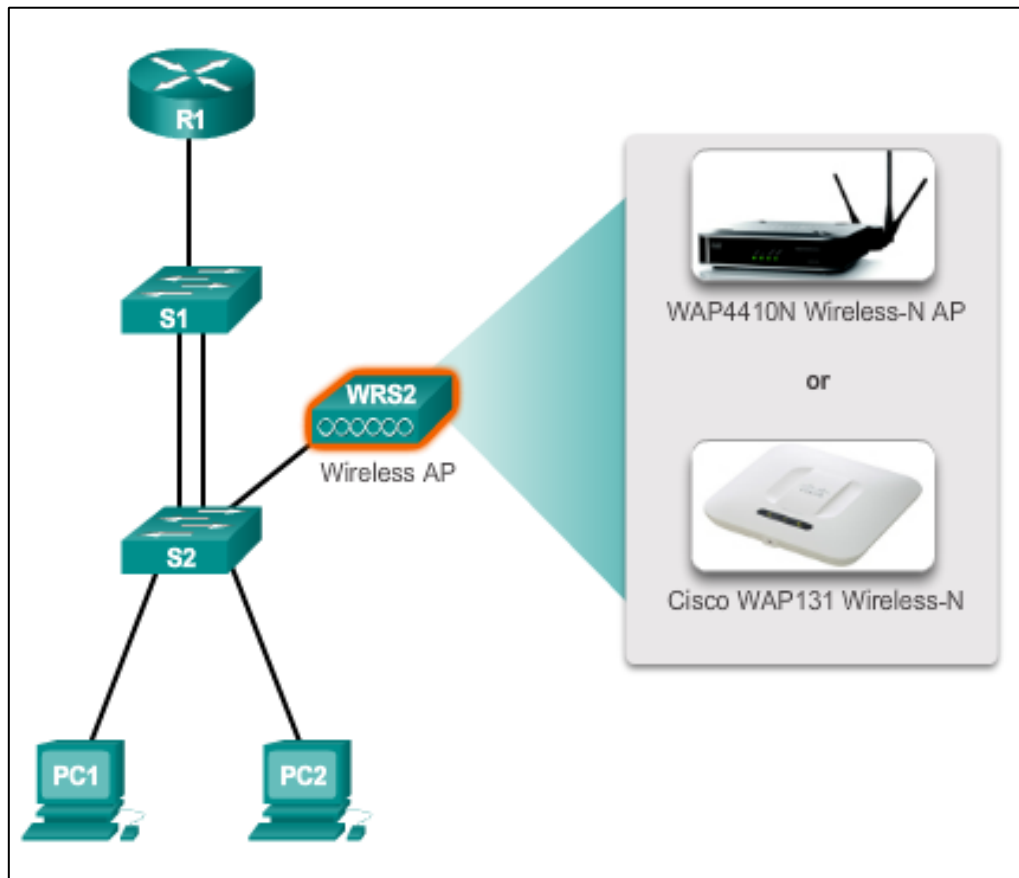 R1
S1
WRS2
Wireless AP
S2
PC1
PC2
WAP4410N Wireless-N AP
or
Cisco WAP131 Wireless-N